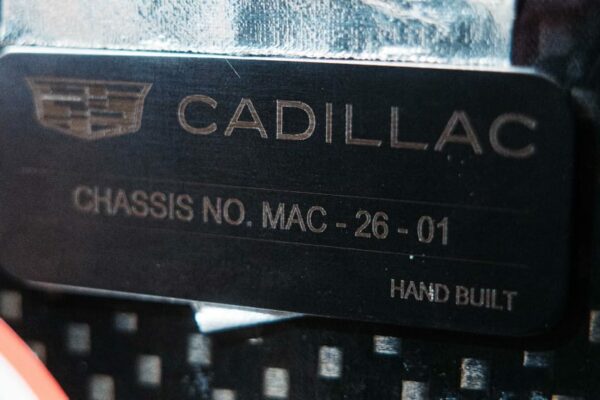 CADILLAC
CHASSIS NO. MAC - 26 - 01
HAND BUILT